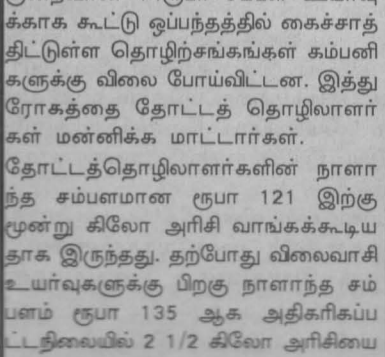 க்காக கூட்டு ஒப்பந்தத்தில் கைச்சாத்
திட்டுள்ள தொழிற்சங்கங்கள் கம்பனி
களுக்கு விலை போய்விட்டன. இத்து
ரோகத்தை தோட்டத் தொழிலாளர்
கள் மன்னிக்க மாட்டார்கள்.
தோட்டத்தொழிலாளர்களின் நாளா
ந்த சம்பளமான ரூபா 121 இற்கு
மூன்று கிலோ அரிசி வாங்கக்கூடிய
தாக இருந்தது. தற்போது விலைவாசி
உயர்வுகளுக்கு பிறகு நாளாந்த சம்
பளம் ரூபா 135 ஆக அதிகரிகப்ப
ட்டநிலையில் 2 1/2 கிலோ அரிசியை